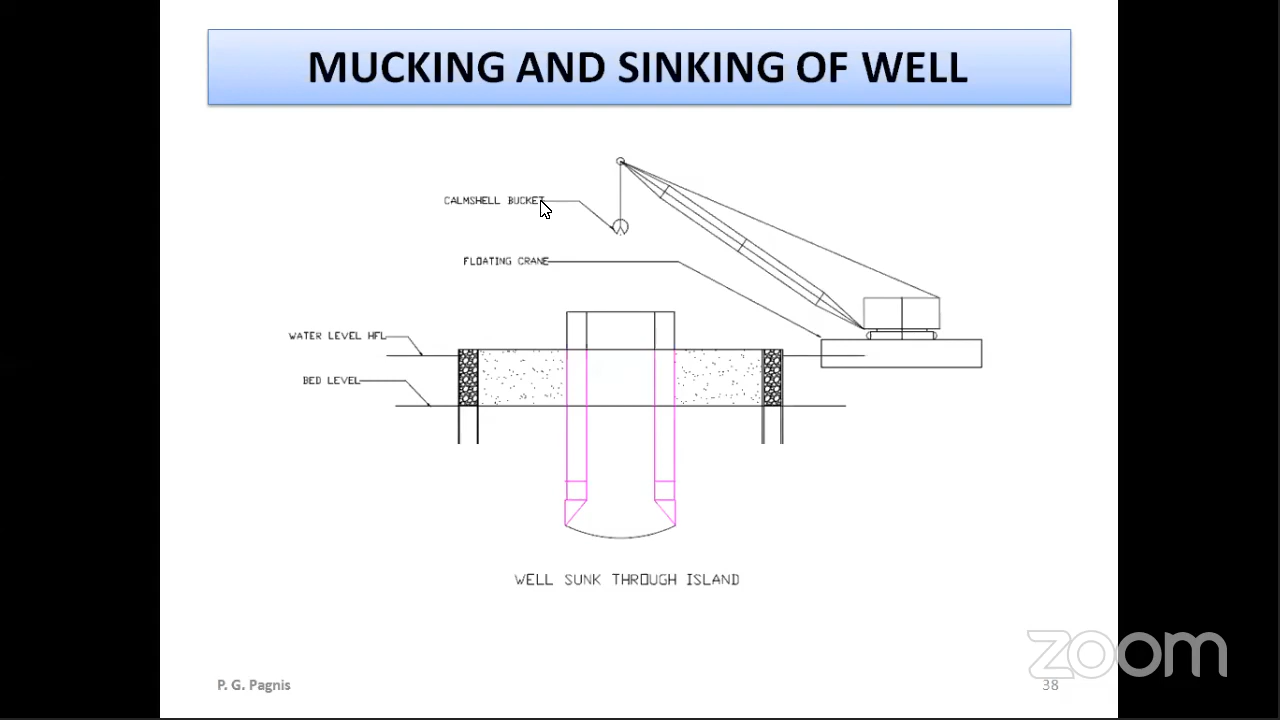 MUCKING AND SINKING OF WELL
CALMSHELL BUCKET
FLOATING CRANE
WATER LEVEL HFL
BED LEVEL
WELL SUNK THROUGH ISLAND
zoom
P. G. Pagnis
38